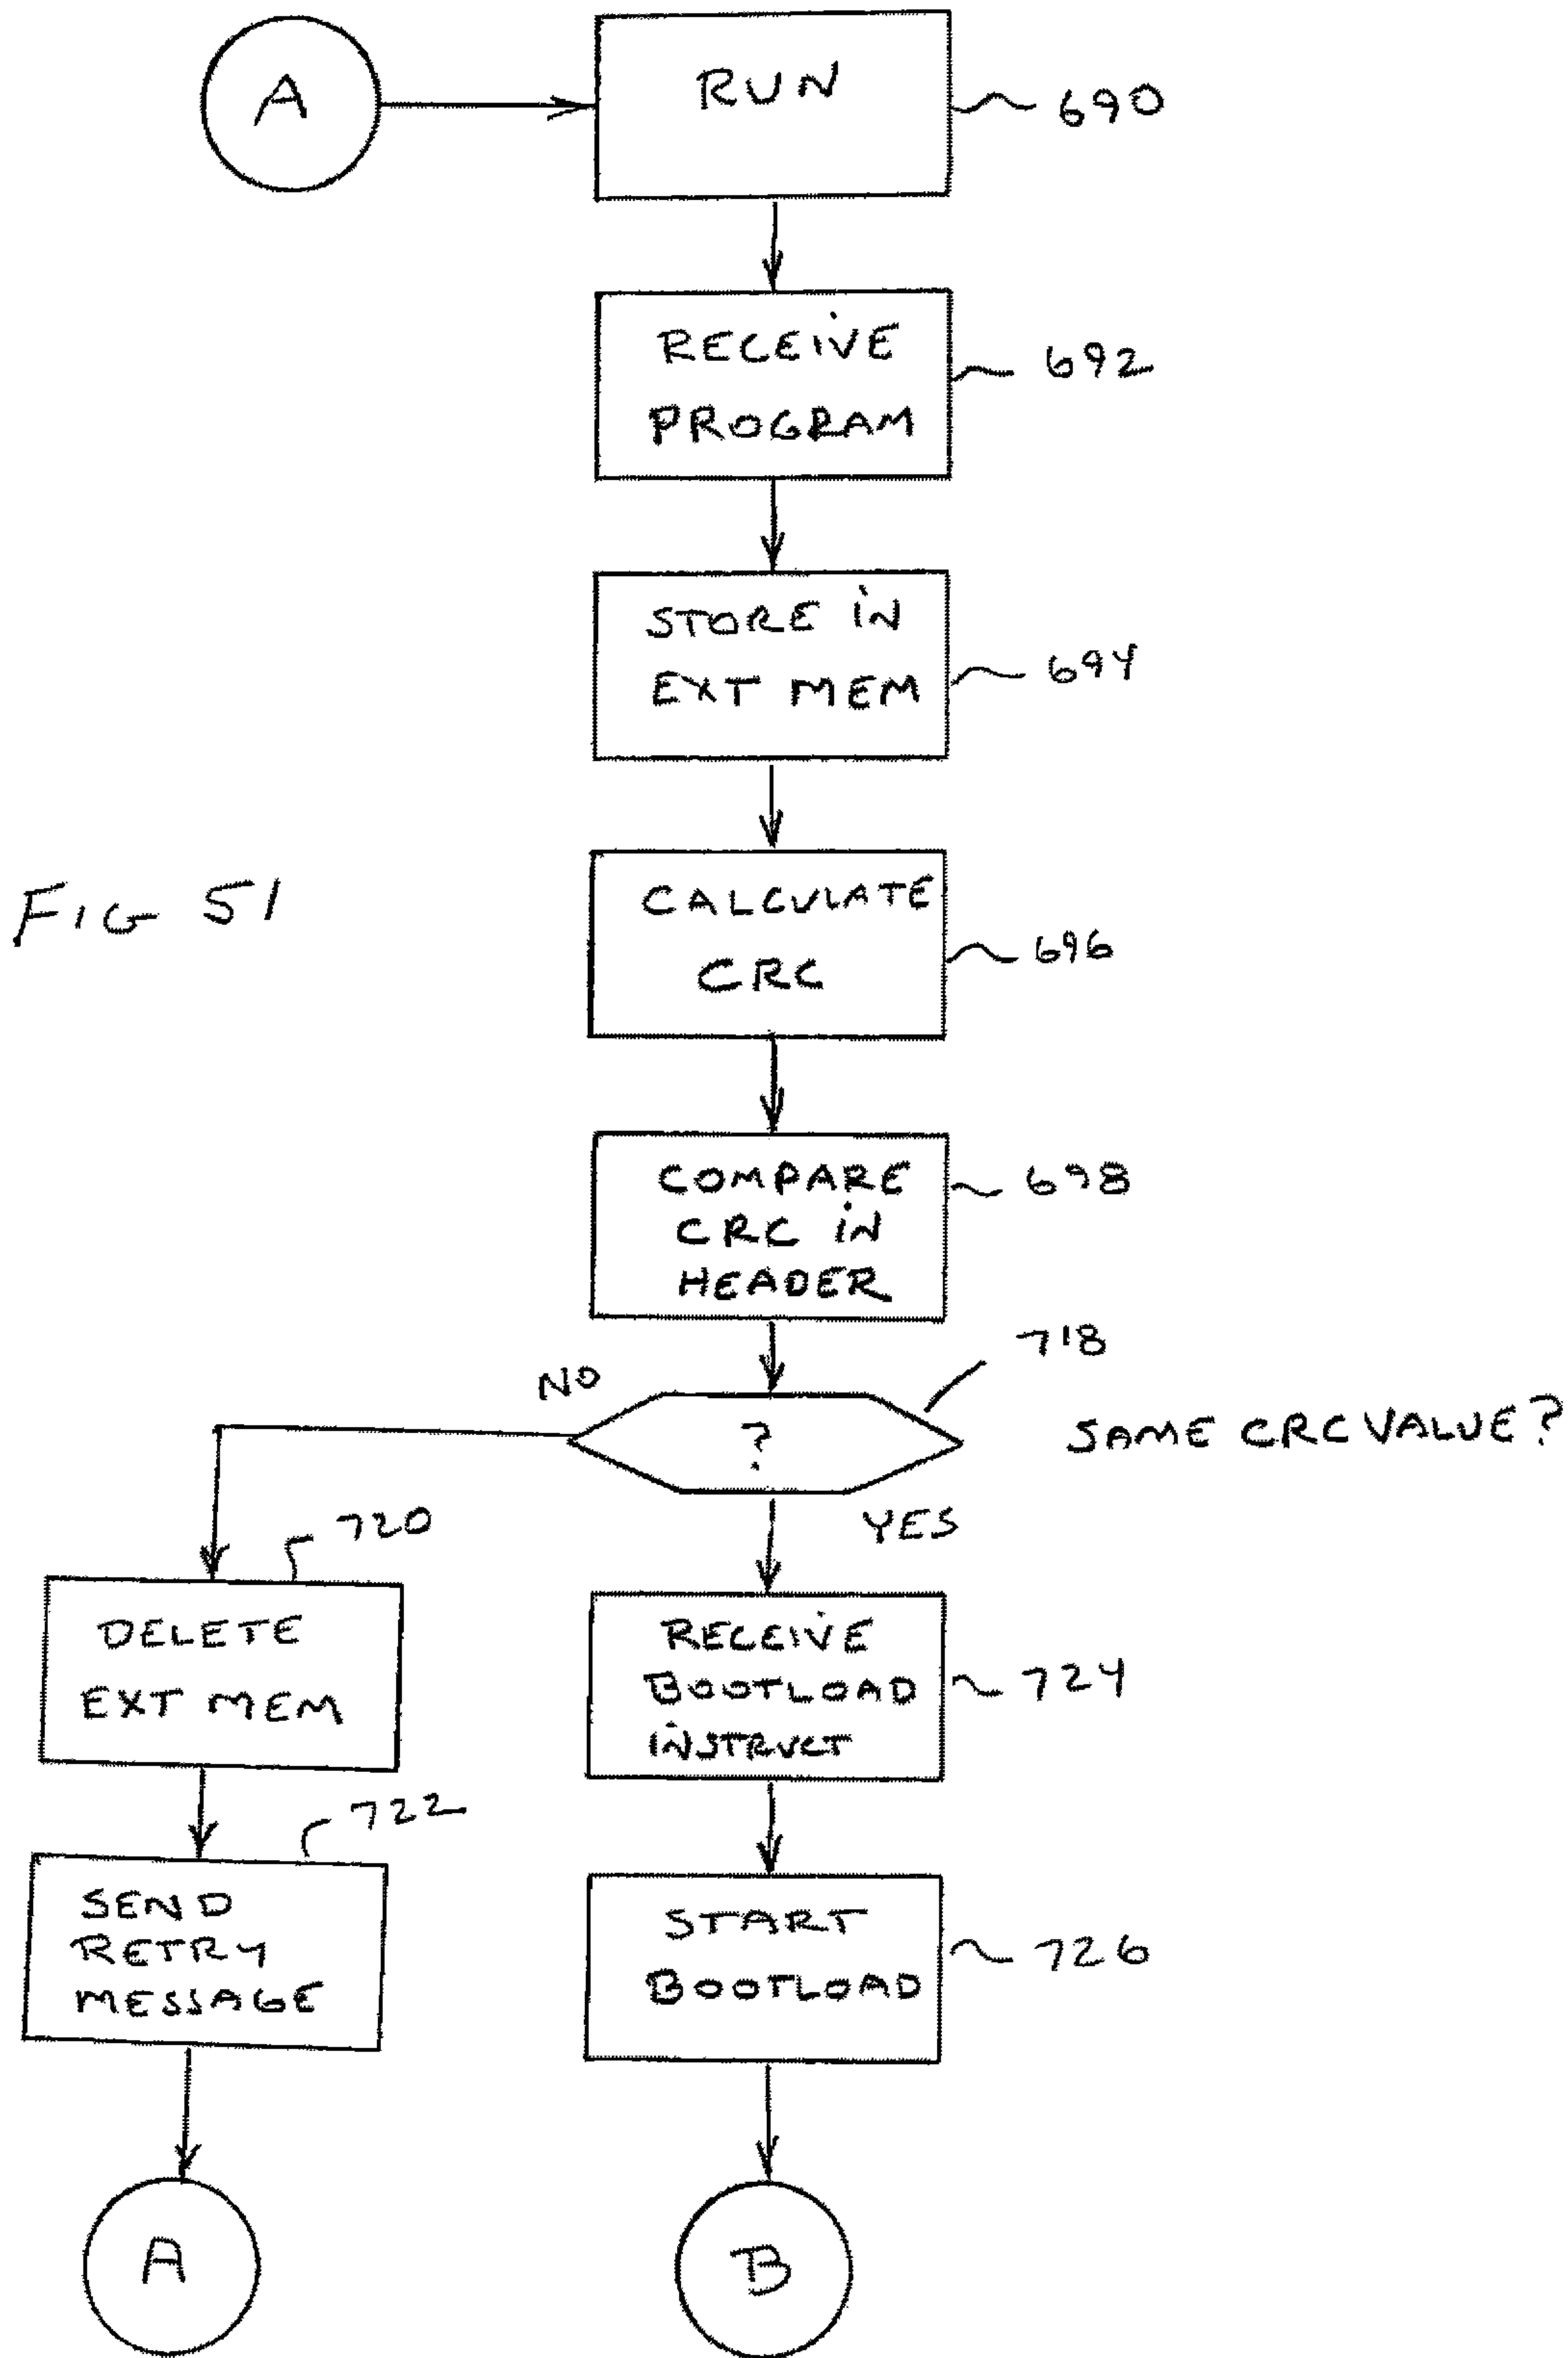 A
RUN
690
RECEIVE
PROGRAM
692
STORE IN
EXT MEM
694
FIG 51
CALCULATE
CRC
696
COMPARE
CRC IN
HEADER
698
718
NO
?
SAME CRC VALUE?
YES
720
DELETE
EXT MEM
RECEIVE
BOOTLOAD
INSTRUCT
724
722
SEND
RETRY
MESSAGE
START
BOOTLOAD
726
A
B